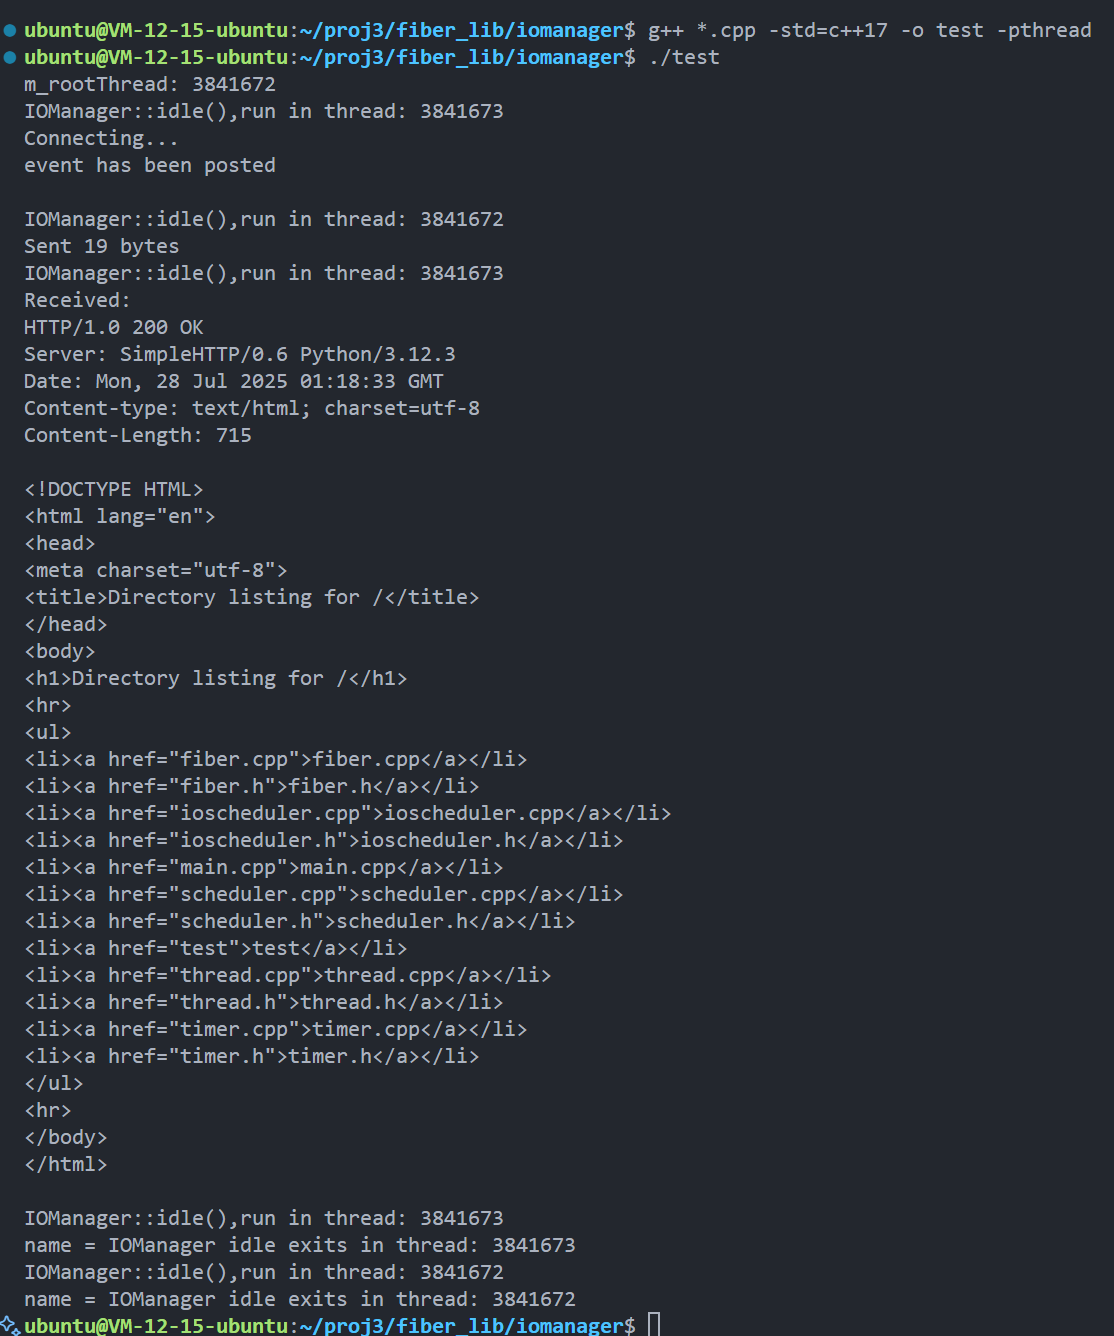 ubuntu@VM-12-15-ubuntu:~/proj3/fiber_lib/iomanager$ g++ *.cpp -std=c++17 -o test -pthread
ubuntu@VM-12-15-ubuntu:~/proj3/fiber_lib/iomanager$ ./test
m_rootThread: 3841672
IOManager::idle(),run in thread: 3841673
Connecting...
event has been posted

IOManager::idle(),run in thread: 3841672
Sent 19 bytes
IOManager::idle(),run in thread: 3841673
Received:
HTTP/1.0 200 OK
Server: SimpleHTTP/0.6 Python/3.12.3
Date: Mon, 28 Jul 2025 01:18:33 GMT
Content-type: text/html; charset=utf-8
Content-Length: 715

<!DOCTYPE HTML>
<html lang="en">
<head>
<meta charset="utf-8">
<title>Directory listing for /</title>
</head>
<body>
<h1>Directory listing for /</h1>
<hr>
<ul>
<li><a href="fiber.cpp">fiber.cpp</a></li>
<li><a href="fiber.h">fiber.h</a></li>
<li><a href="ioscheduler.cpp">ioscheduler.cpp</a></li>
<li><a href="ioscheduler.h">ioscheduler.h</a></li>
<li><a href="main.cpp">main.cpp</a></li>
<li><a href="scheduler.cpp">scheduler.cpp</a></li>
<li><a href="scheduler.h">scheduler.h</a></li>
<li><a href="test">test</a></li>
<li><a href="thread.cpp">thread.cpp</a></li>
<li><a href="thread.h">thread.h</a></li>
<li><a href="timer.cpp">timer.cpp</a></li>
<li><a href="timer.h">timer.h</a></li>
</ul>
<hr>
</body>
</html>

IOManager::idle(),run in thread: 3841673
name = IOManager idle exits in thread: 3841673
IOManager::idle(),run in thread: 3841672
name = IOManager idle exits in thread: 3841672
ubuntu@VM-12-15-ubuntu:~/proj3/fiber_lib/iomanager$